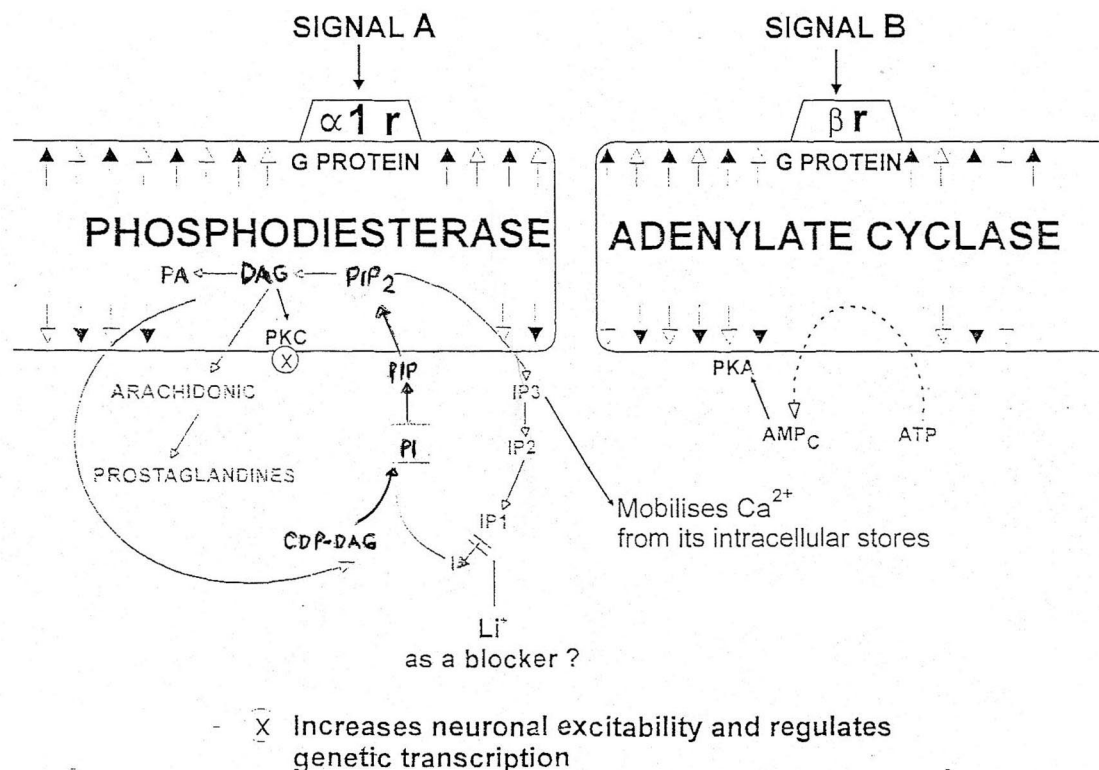 SIGNAL A
SIGNAL B
α1 r
βr
G PROTEIN
G PROTEIN
PHOSPHODIESTERASE
ADENYLATE CYCLASE
PA
DAG
PIP2
PKC
X
PIP
PKA
ARACHIDONIC
IP3
AMPC
ATP
PI
IP2
PROSTAGLANDINES
Mobilises Ca2+
from its intracellular stores
IP1
CDP-DAG
Li+
as a blocker ?
- X Increases neuronal excitability and regulates
genetic transcription